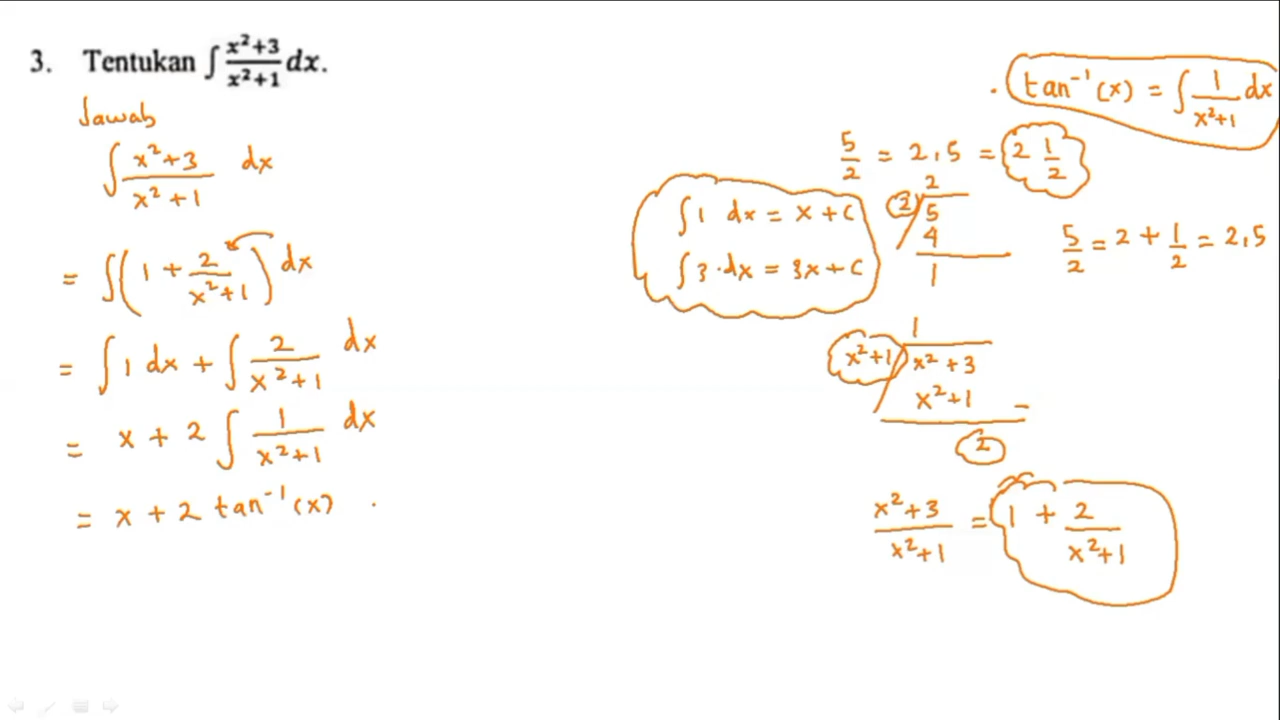 3. Tentukan ∫ (x²+3)/(x²+1) dx.
Jawab
∫ (x²+3)/(x²+1) dx
= ∫(1 + 2/(x²+1)) dx
= ∫1 dx + ∫ 2/(x²+1) dx
= x + 2 ∫ 1/(x²+1) dx
= x + 2 tan⁻¹(x)
tan⁻¹(x) = ∫ 1/(x²+1) dx
5/2 = 2,5 = 2 1/2
∫1 dx = x + C
∫3·dx = 3x + C
2
2 5
4
1
5/2 = 2 + 1/2 = 2,5
1
x²+1 x²+3
x²+1 −
2
(x²+3)/(x²+1) = 1 + 2/(x²+1)